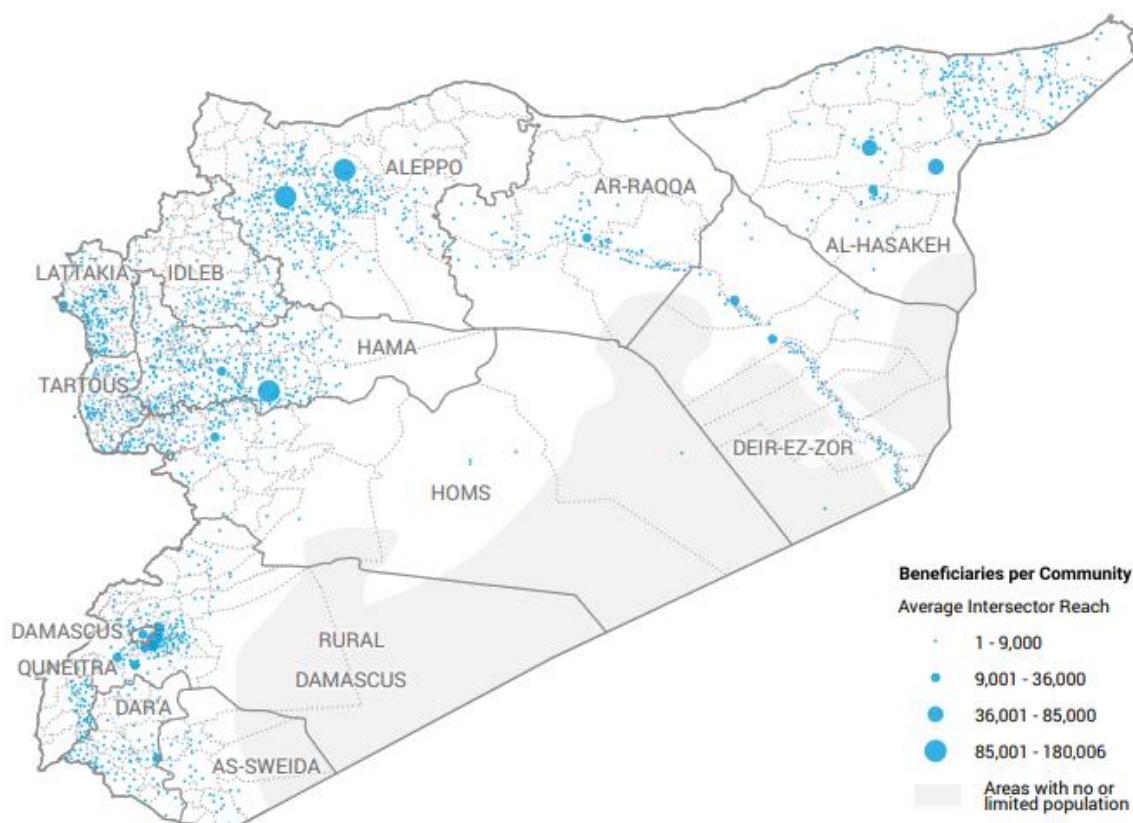 ALEPPO
AR-RAQQA
AL-HASAKEH
LATTAKIA
IDLEB
HAMA
TARTOUS
DEIR-EZ-ZOR
HOMS
DAMASCUS
RURAL
DAMASCUS
QUNEITRA
DAR'A
AS-SWEIDA
Beneficiaries per Community
Average Intersector Reach
1 - 9,000
9,001 - 36,000
36,001 - 85,000
85,001 - 180,006
Areas with no or
limited population